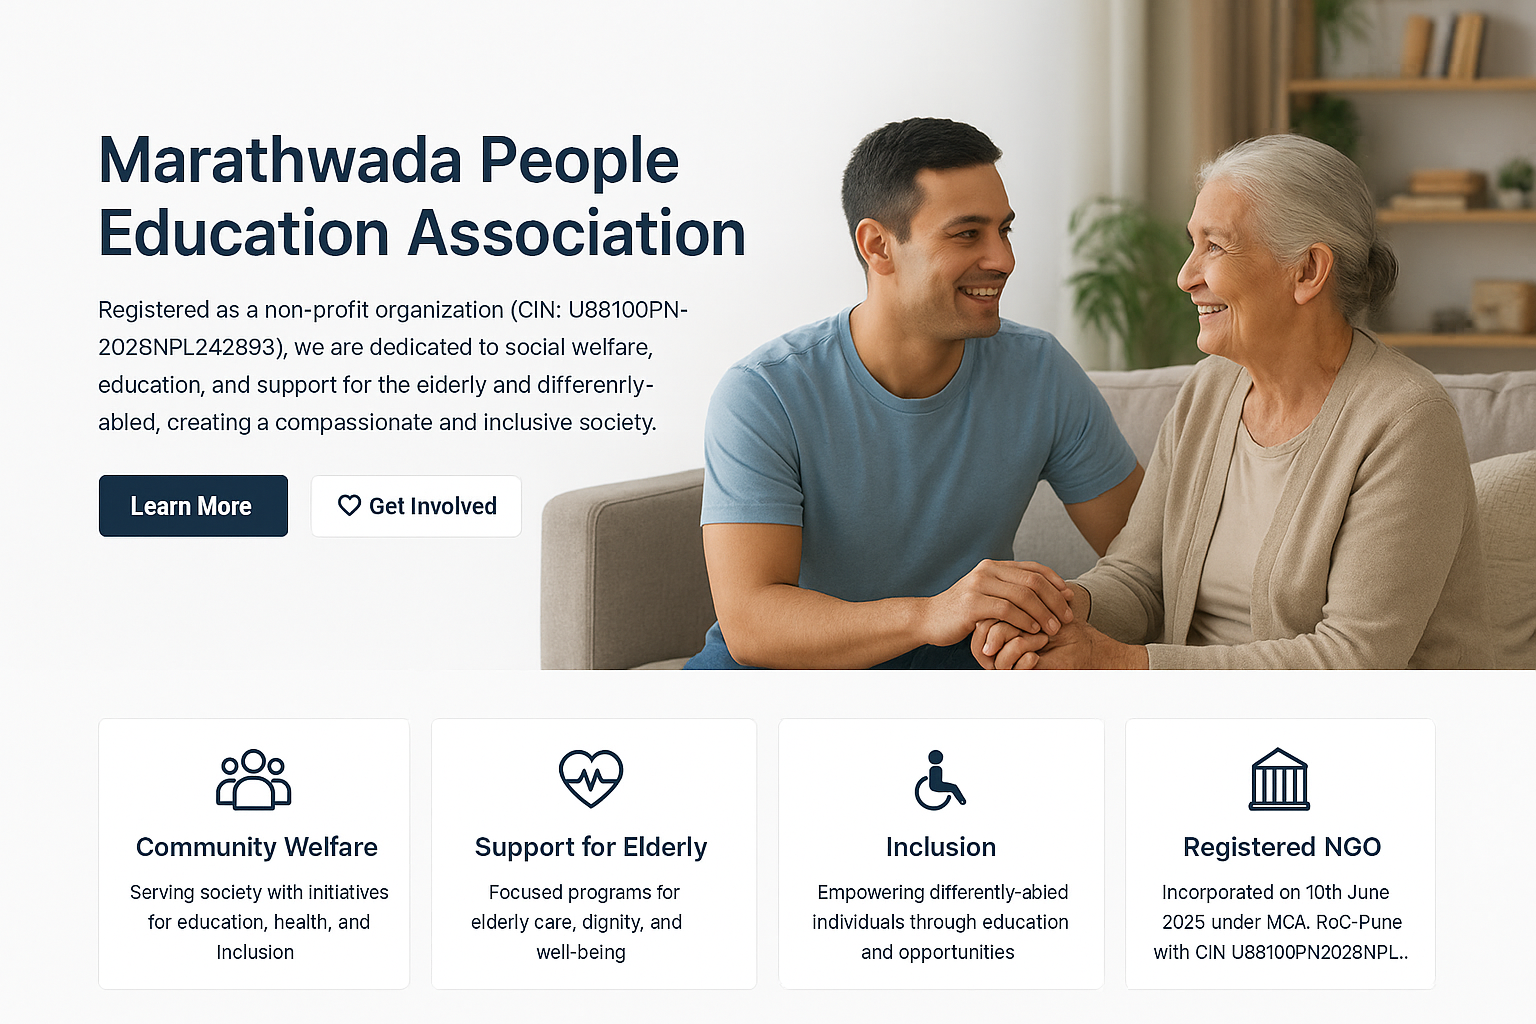 Marathwada People
Education Association
Registered as a non-profit organization (CIN: U88100PN-
2028NPL242893), we are dedicated to social welfare,
education, and support for the eiderly and differenrly-
abled, creating a compassionate and inclusive society.
Learn More
Get Involved
Community Welfare
Serving society with initiatives
for education, health, and
Inclusion
Support for Elderly
Focused programs for
elderly care, dignity, and
well-being
Inclusion
Empowering differently-abied
individuals through education
and opportunities
Registered NGO
Incorporated on 10th June
2025 under MCA. RoC-Pune
with CIN U88100PN2028NPL..